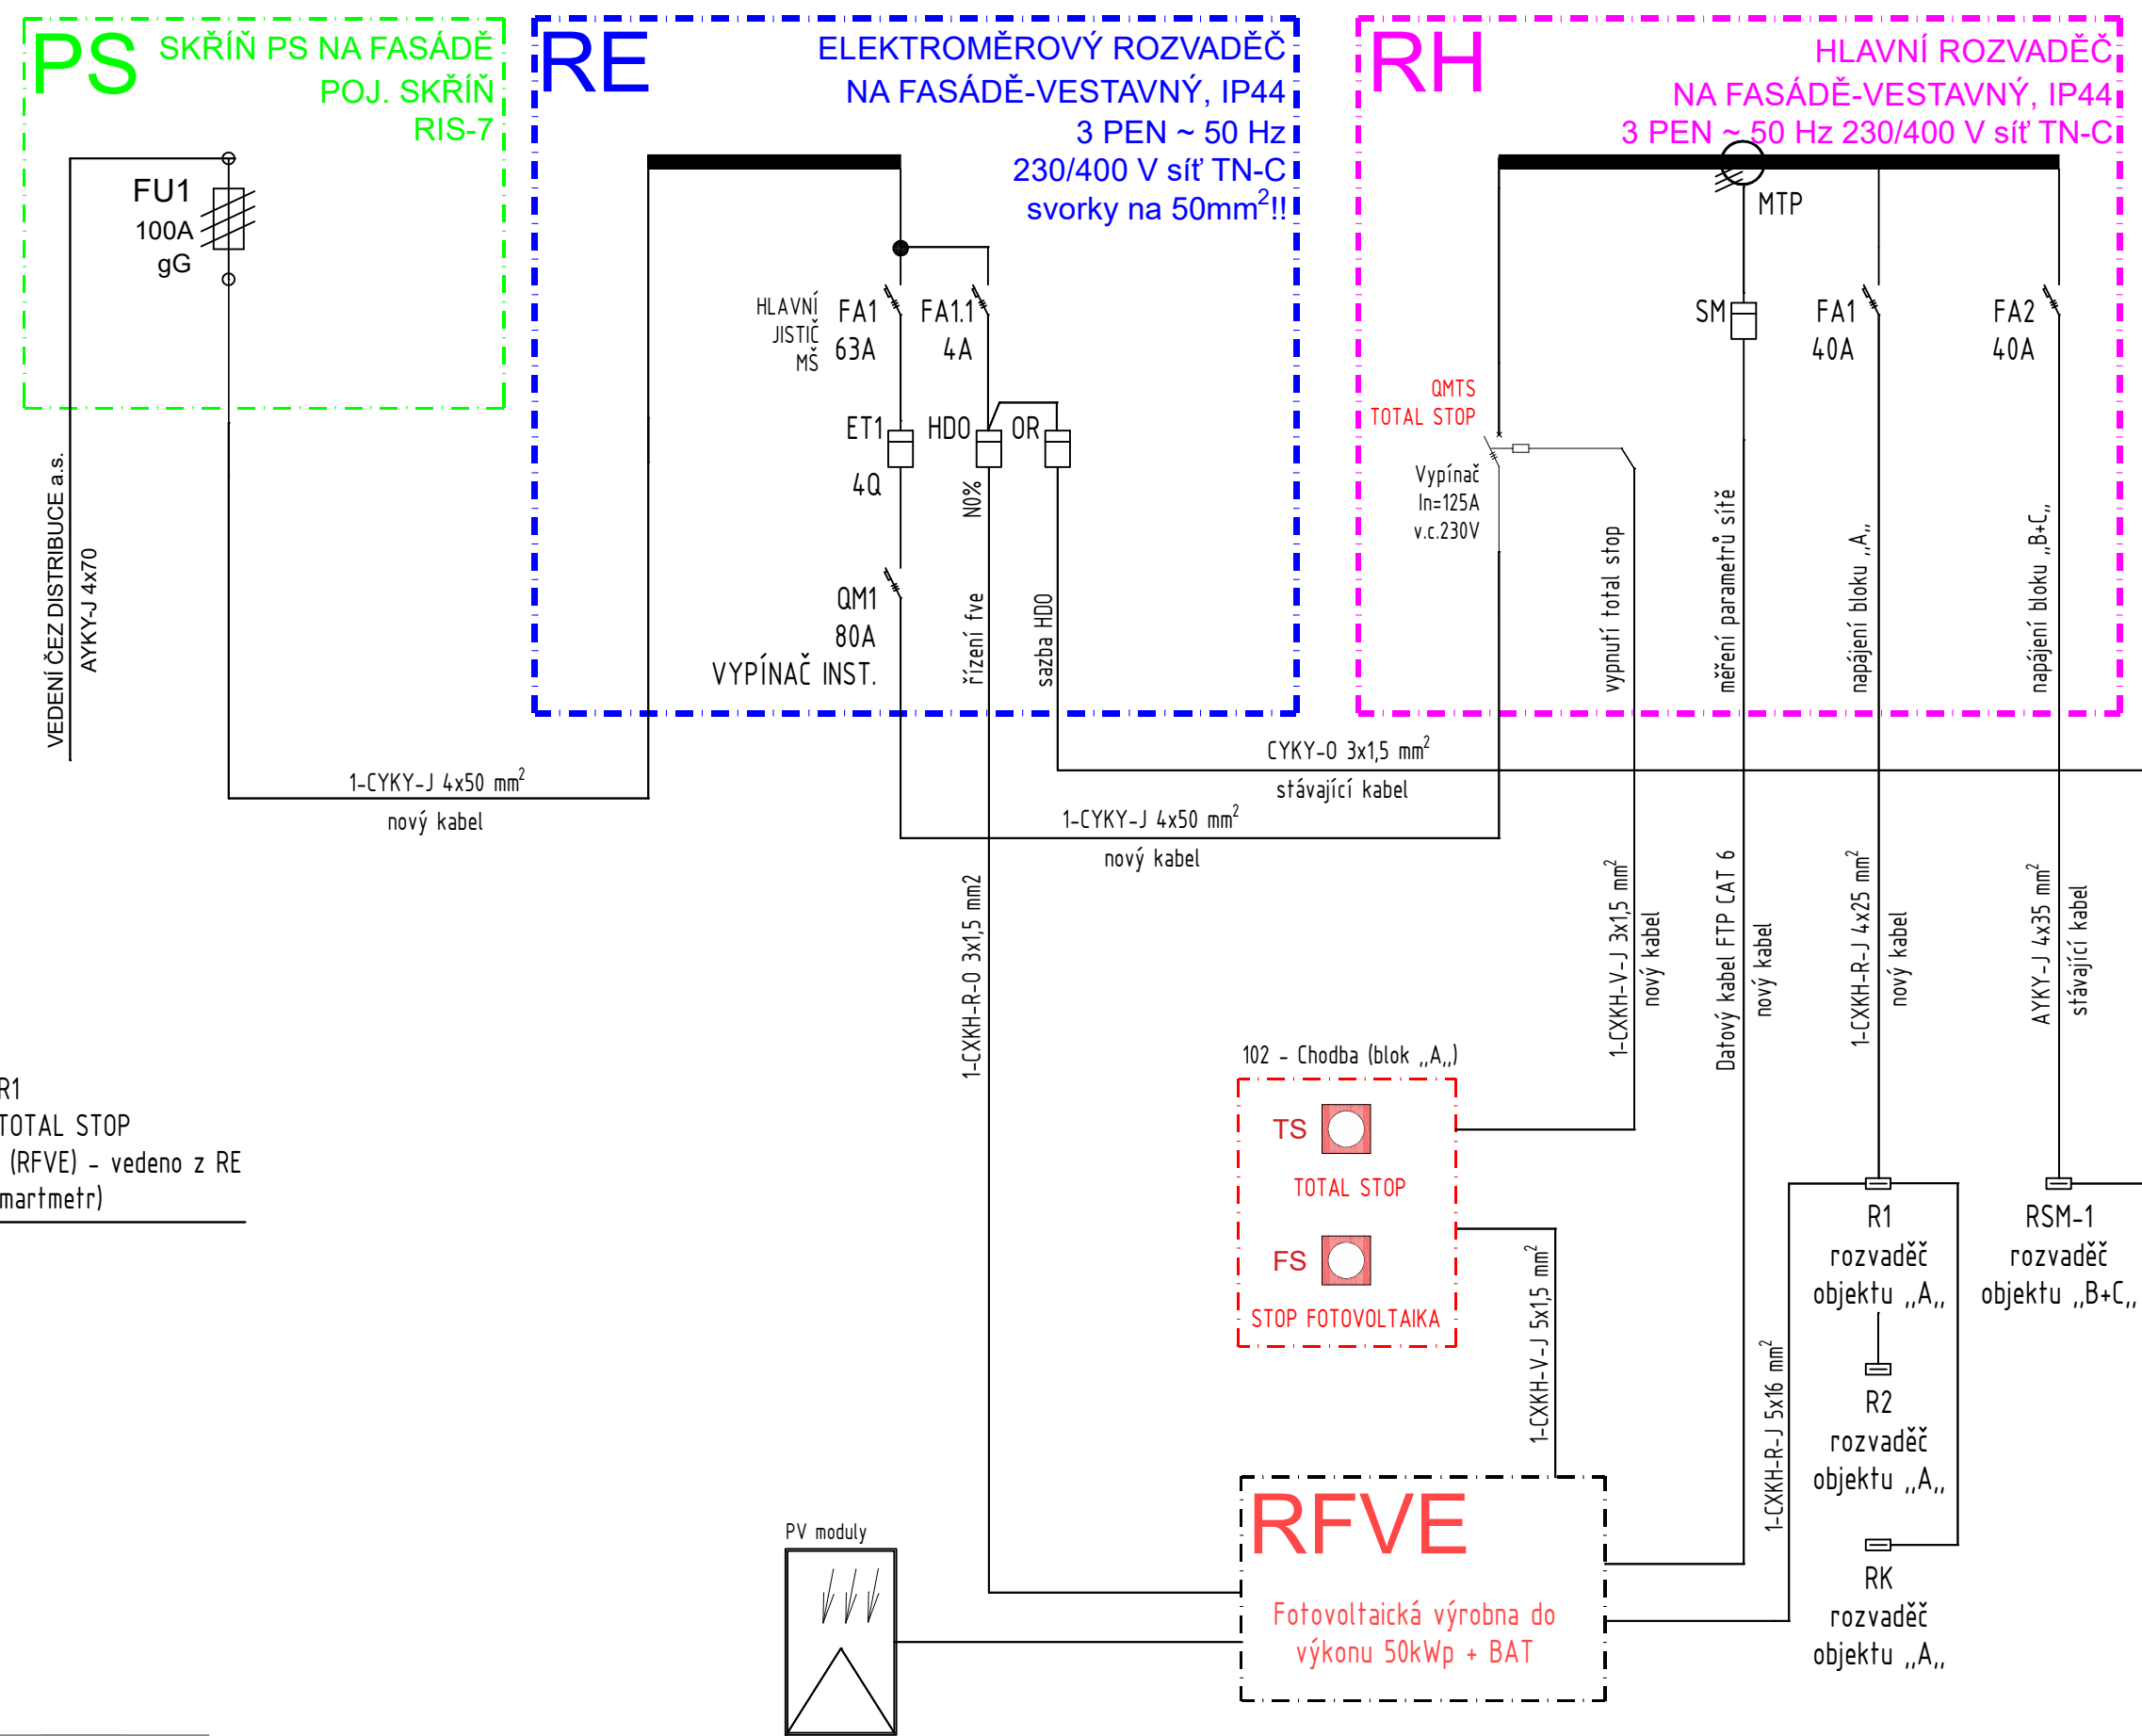 PS
SKŘÍŇ PS NA FASÁDĚ
POJ. SKŘÍŇ
RIS-7
FU1
100A
gG
VEDENÍ ČEZ DISTRIBUCE a.s.
AYKY-J 4x70
RE
ELEKTROMĚROVÝ ROZVADĚČ
NA FASÁDĚ-VESTAVNÝ, IP44
3 PEN ~ 50 Hz
230/400 V síť TN-C
svorky na 50mm²!!
HLAVNÍ
JISTIČ
MŠ
FA1
63A
FA1.1
4A
ET1
4Q
HDO
OR
NO%
QM1
80A
VYPÍNAČ INST.
řízení fve
sazba HDO
RH
HLAVNÍ ROZVADĚČ
NA FASÁDĚ-VESTAVNÝ, IP44
3 PEN ~ 50 Hz 230/400 V síť TN-C
MTP
SM
FA1
40A
FA2
40A
QMTS
TOTAL STOP
Vypínač
In=125A
v.c.230V
vypnutí total stop
měření parametrů sítě
napájení bloku ,,A,,
napájení bloku ,,B+C,,
1-CYKY-J 4x50 mm²
nový kabel
CYKY-O 3x1,5 mm²
stávající kabel
1-CYKY-J 4x50 mm²
nový kabel
1-CXKH-R-O 3x1,5 mm2
1-CXKH-V-J 3x1,5 mm²
nový kabel
Datový kabel FTP CAT 6
nový kabel
1-CXKH-R-J 4x25 mm²
nový kabel
AYKY-J 4x35 mm²
stávající kabel
R1
TOTAL STOP
(RFVE) - vedeno z RE
martmetr)
102 - Chodba (blok ,,A,,)
TS
TOTAL STOP
FS
STOP FOTOVOLTAIKA
1-CXKH-V-J 5x1,5 mm²
1-CXKH-R-J 5x16 mm²
R1
rozvaděč
objektu ,,A,,
RSM-1
rozvaděč
objektu ,,B+C,,
R2
rozvaděč
objektu ,,A,,
RK
rozvaděč
objektu ,,A,,
PV moduly
RFVE
Fotovoltaická výrobna do
výkonu 50kWp + BAT